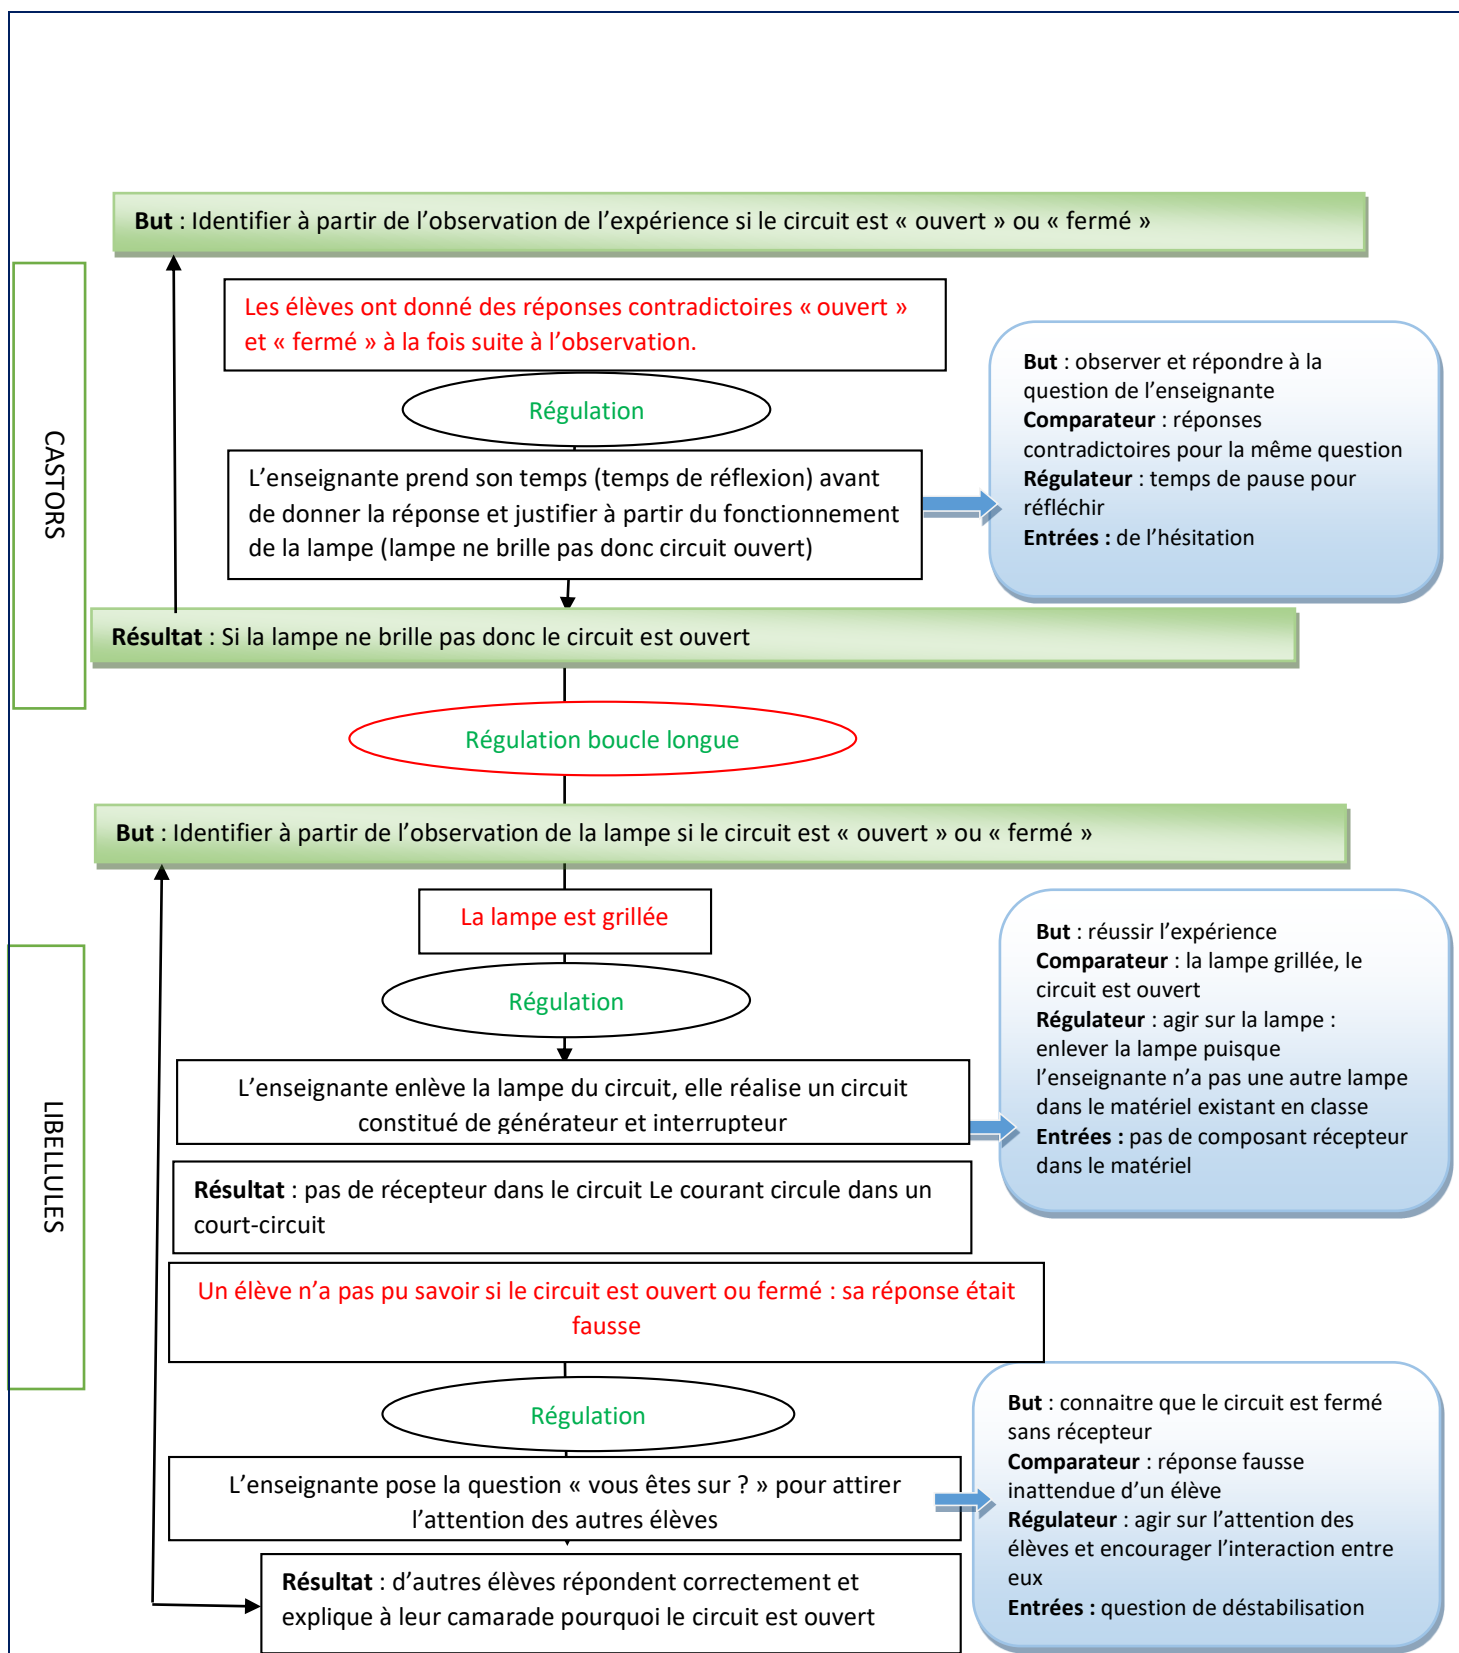 But : Identifier à partir de l’observation de l’expérience si le circuit est « ouvert » ou « fermé »
CASTORS
Les élèves ont donné des réponses contradictoires « ouvert »
et « fermé » à la fois suite à l’observation.
Régulation
L’enseignante prend son temps (temps de réflexion) avant
de donner la réponse et justifier à partir du fonctionnement
de la lampe (lampe ne brille pas donc circuit ouvert)
But : observer et répondre à la
question de l’enseignante
Comparateur : réponses
contradictoires pour la même question
Régulateur : temps de pause pour
réfléchir
Entrées : de l’hésitation
Résultat : Si la lampe ne brille pas donc le circuit est ouvert
Régulation boucle longue
But : Identifier à partir de l’observation de la lampe si le circuit est « ouvert » ou « fermé »
LIBELLULES
La lampe est grillée
Régulation
L’enseignante enlève la lampe du circuit, elle réalise un circuit
constitué de générateur et interrupteur
But : réussir l’expérience
Comparateur : la lampe grillée, le
circuit est ouvert
Régulateur : agir sur la lampe :
enlever la lampe puisque
l’enseignante n’a pas une autre lampe
dans le matériel existant en classe
Entrées : pas de composant récepteur
dans le matériel
Résultat : pas de récepteur dans le circuit Le courant circule dans un
court-circuit
Un élève n’a pas pu savoir si le circuit est ouvert ou fermé : sa réponse était
fausse
Régulation
L’enseignante pose la question « vous êtes sur ? » pour attirer
l’attention des autres élèves
But : connaitre que le circuit est fermé
sans récepteur
Comparateur : réponse fausse
inattendue d’un élève
Régulateur : agir sur l’attention des
élèves et encourager l’interaction entre
eux
Entrées : question de déstabilisation
Résultat : d’autres élèves répondent correctement et
explique à leur camarade pourquoi le circuit est ouvert